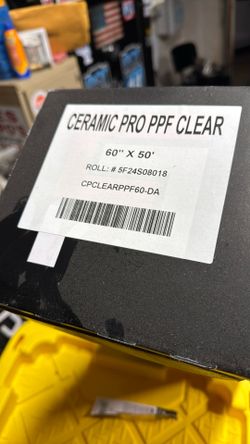 CERAMIC PRO PPF CLEAR
60" X 50'
ROLL: # 5F24S08018
CPCLEARPPF60-DA